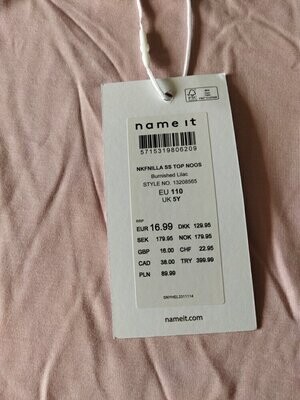 name it
5715319806209
NKFNILLA SS TOP NOOS
Burnished Lilac
STYLE NO. 13208565
EU 110
UK 5Y
RRP
EUR 16.99 DKK 129.95
SEK 179.95 NOK 179.95
GBP 16.00 CHF 22.95
CAD 38.00 TRY 399.99
PLN 89.99
nameit.com